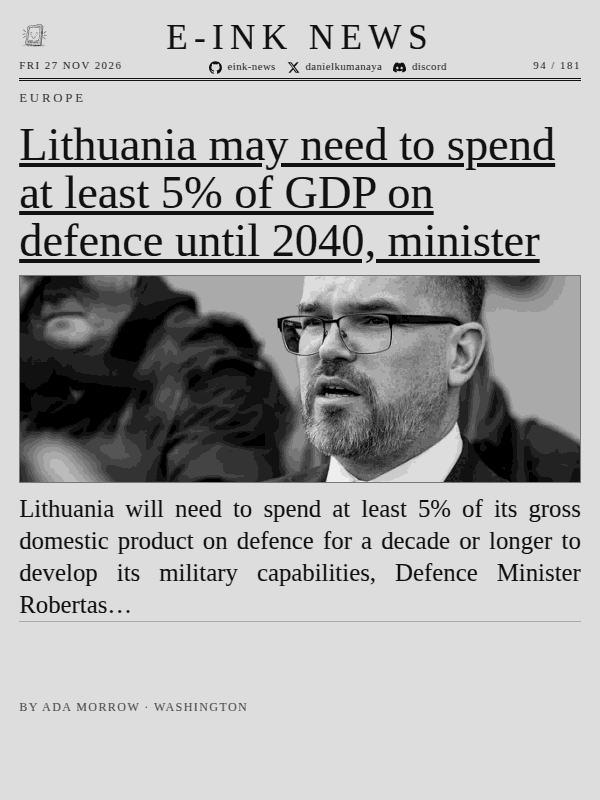 E-INK NEWS
FRI 27 NOV 2026
eink-news danielkumanaya discord
94 / 181
EUROPE
Lithuania may need to spend
at least 5% of GDP on
defence until 2040, minister
Lithuania will need to spend at least 5% of its gross
domestic product on defence for a decade or longer to
develop its military capabilities, Defence Minister
Robertas…
BY ADA MORROW · WASHINGTON